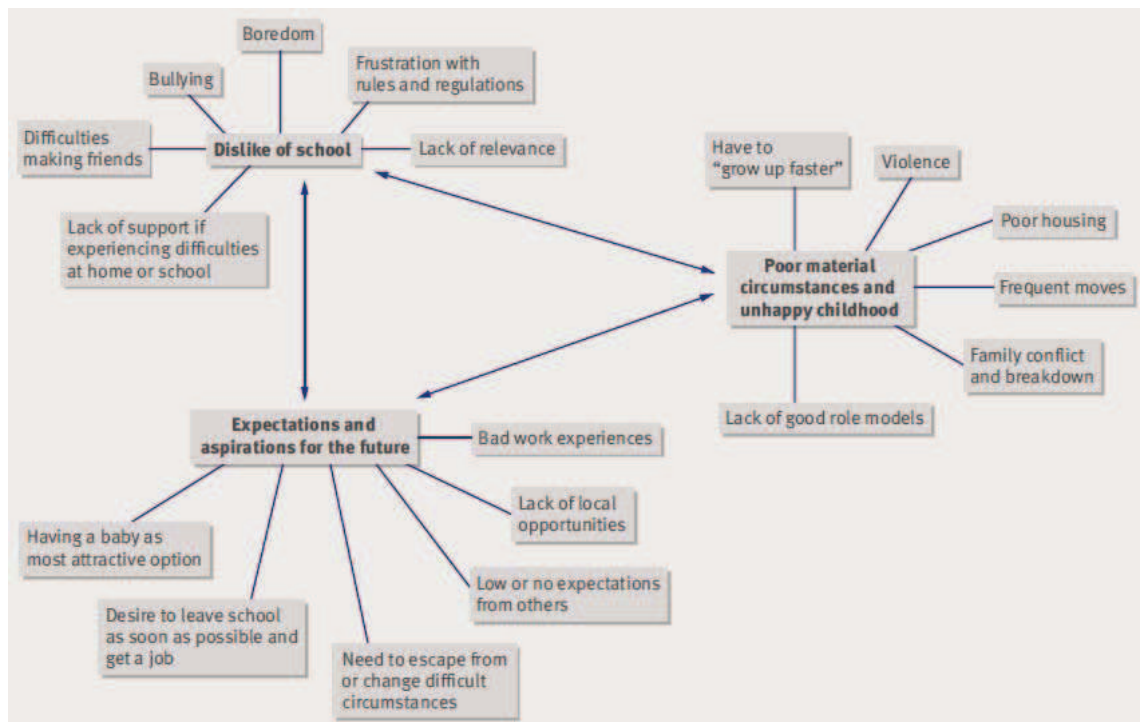 Boredom
Bullying
Frustration with
rules and regulations
Difficulties
making friends
Dislike of school
Lack of relevance
Lack of support if
experiencing difficulties
at home or school
Have to
“grow up faster”
Violence
Poor housing
Poor material
circumstances and
unhappy childhood
Frequent moves
Family conflict
and breakdown
Lack of good role models
Expectations and
aspirations for the future
Bad work experiences
Lack of local
opportunities
Having a baby as
most attractive option
Low or no expectations
from others
Desire to leave school
as soon as possible and
get a job
Need to escape from
or change difficult
circumstances